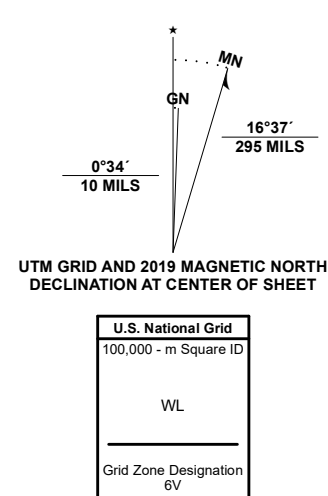 ★
MN
GN
16°37´
295 MILS
0°34´
10 MILS
UTM GRID AND 2019 MAGNETIC NORTH
DECLINATION AT CENTER OF SHEET
U.S. National Grid
100,000 - m Square ID
WL
Grid Zone Designation
6V